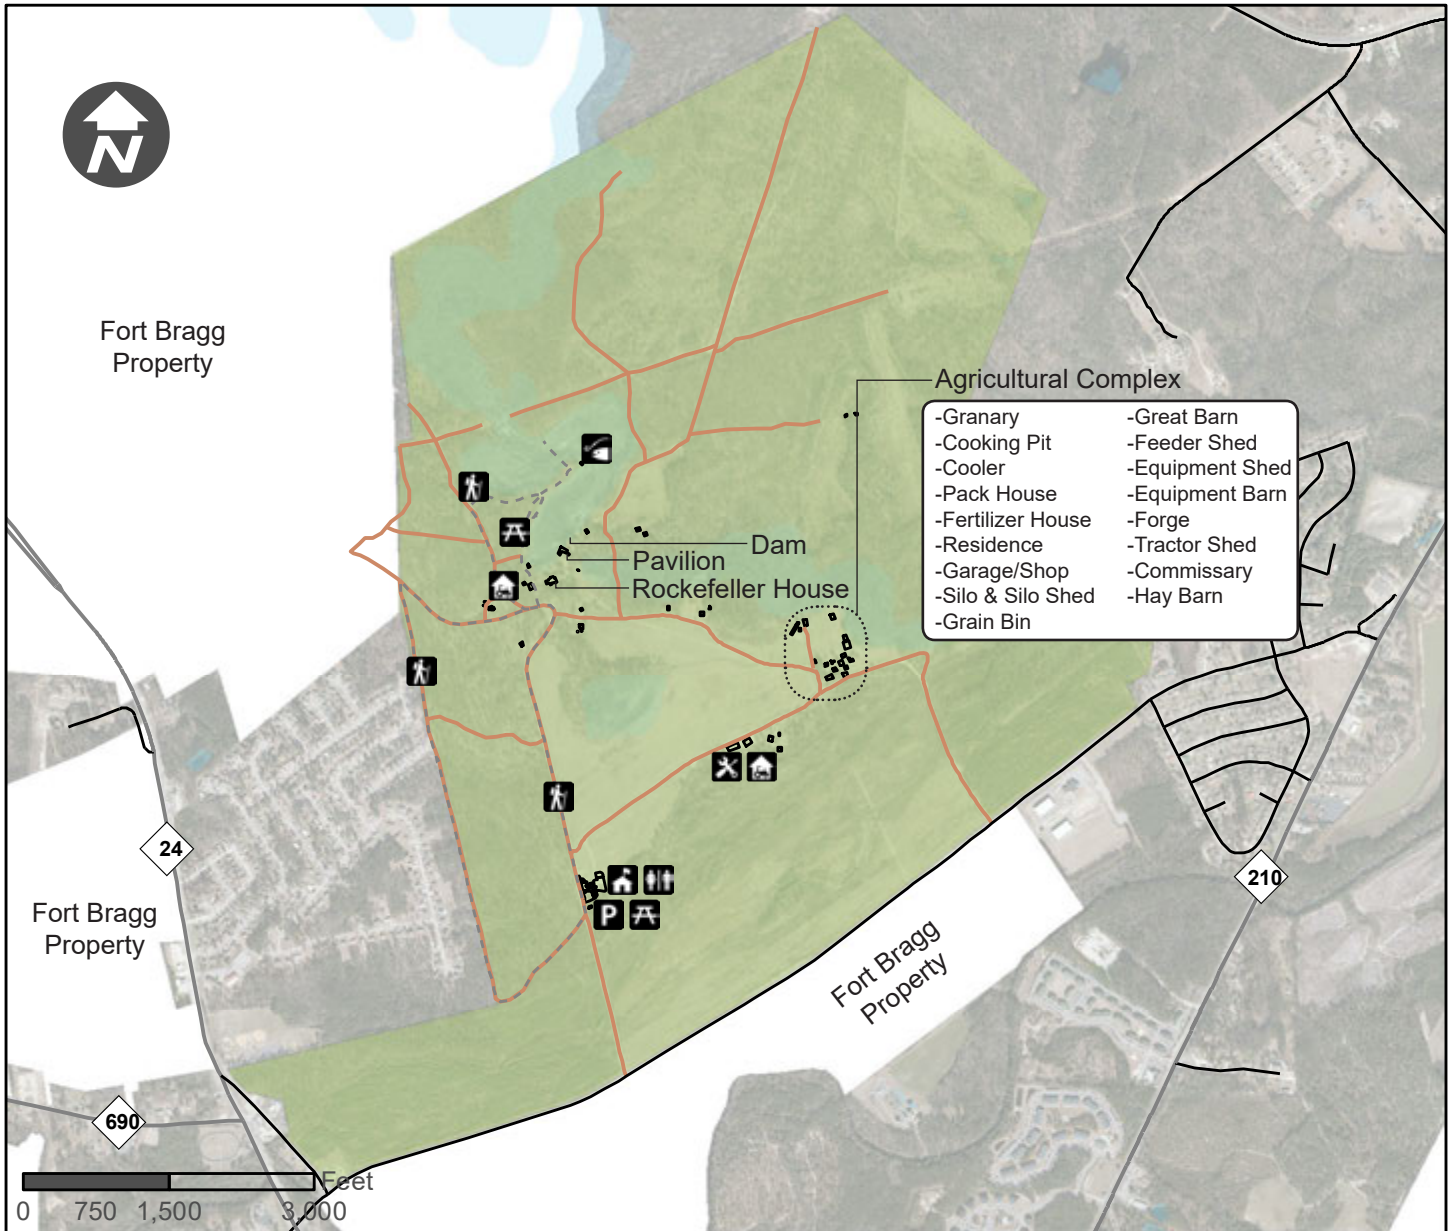 N
Fort Bragg
Property
Agricultural Complex
-Granary
-Cooking Pit
-Cooler
-Pack House
-Fertilizer House
-Residence
-Garage/Shop
-Silo & Silo Shed
-Grain Bin
-Great Barn
-Feeder Shed
-Equipment Shed
-Equipment Barn
-Forge
-Tractor Shed
-Commissary
-Hay Barn
Dam
Pavilion
Rockefeller House
24
210
Fort Bragg
Property
P
Fort Bragg
Property
690
Feet
0 750 1,500 3,000